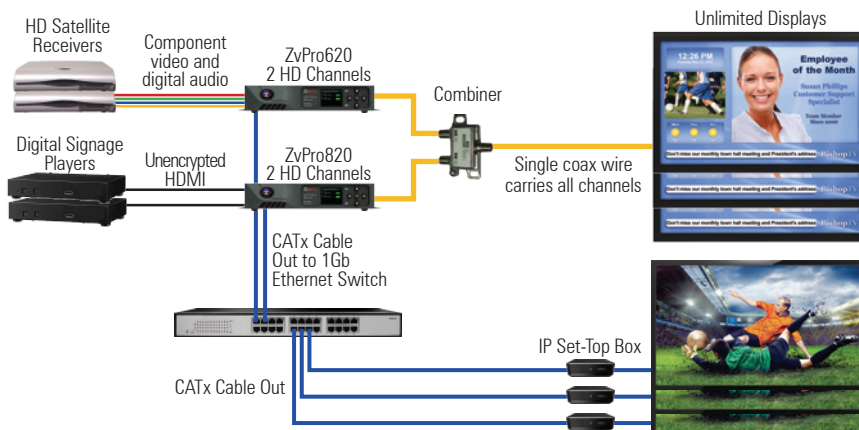 HD Satellite
Receivers
Component
video and
digital audio
ZvPro620
2 HD Channels
Combiner
Unlimited Displays
12:26 PM
Employee
of the Month
Susan Phillips
Customer Support
Specialist
Team Member
Since 2006
Don't miss our monthly town hall meeting and President's address
BishopTV
Don't miss our monthly town hall meeting and President's address
BishopTV
Don't miss our monthly town hall meeting and President's address
BishopTV
Digital Signage
Players
Unencrypted
HDMI
ZvPro820
2 HD Channels
Single coax wire
carries all channels
CATx Cable
Out to 1Gb
Ethernet Switch
IP Set-Top Box
CATx Cable Out